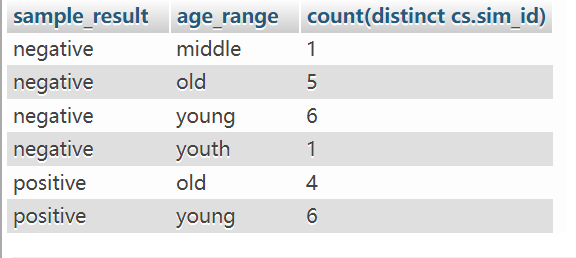 sample_result age_range count(distinct cs.sim_id)
negative middle 1
negative old 5
negative young 6
negative youth 1
positive old 4
positive young 6